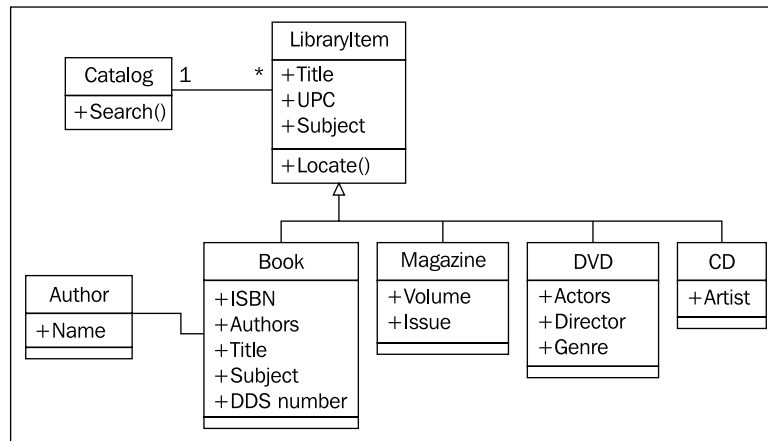 LibraryItem
+Title
+UPC
+Subject
+Locate()
Catalog
+Search()
1
*
Book
+ISBN
+Authors
+Title
+Subject
+DDS number
Magazine
+Volume
+Issue
DVD
+Actors
+Director
+Genre
CD
+Artist
Author
+Name